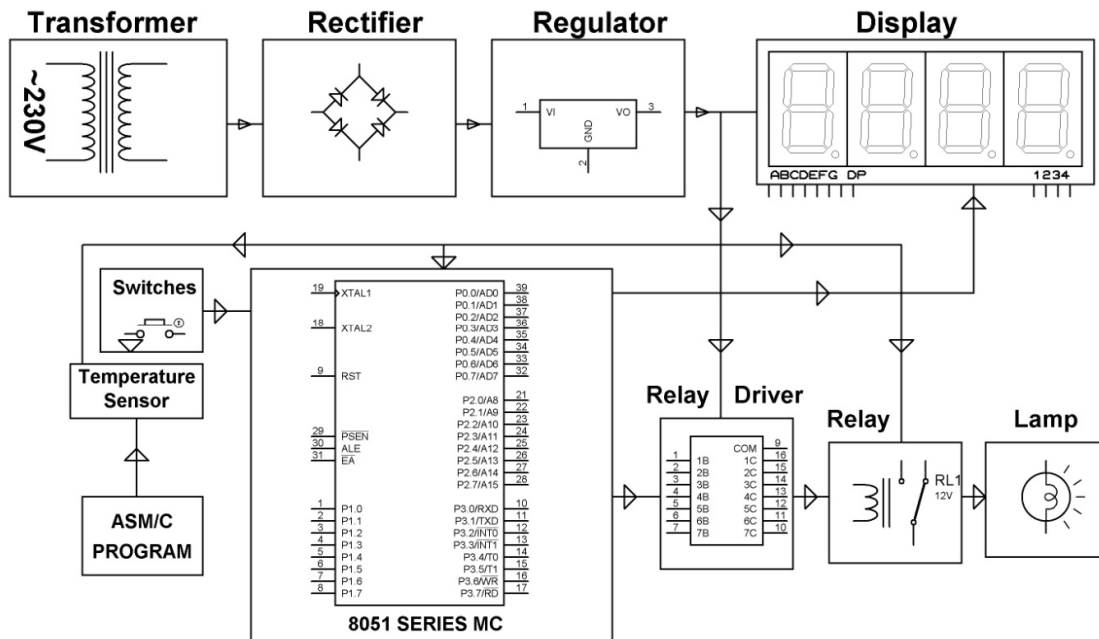 Transformer
Rectifier
Regulator
Display
~230V
1 VI VO 3
GND
2
ABCDEFG DP 1234
Switches
Temperature
Sensor
ASM/C
PROGRAM
19 XTAL1
18 XTAL2
9 RST
29 PSEN
30 ALE
31 EA
1 P1.0
2 P1.1
3 P1.2
4 P1.3
5 P1.4
6 P1.5
7 P1.6
8 P1.7
P0.0/AD0 39
P0.1/AD1 38
P0.2/AD2 37
P0.3/AD3 36
P0.4/AD4 35
P0.5/AD5 34
P0.6/AD6 33
P0.7/AD7 32
P2.0/A8 21
P2.1/A9 22
P2.2/A10 23
P2.3/A11 24
P2.4/A12 25
P2.5/A13 26
P2.6/A14 27
P2.7/A15 28
P3.0/RXD 10
P3.1/TXD 11
P3.2/INT0 12
P3.3/INT1 13
P3.4/T0 14
P3.5/T1 15
P3.6/WR 16
P3.7/RD 17
8051 SERIES MC
Relay Driver
COM 9
1 1B 1C 16
2 2B 2C 15
3 3B 3C 14
4 4B 4C 13
5 5B 5C 12
6 6B 6C 11
7 7B 7C 10
Relay
RL1
12V
Lamp